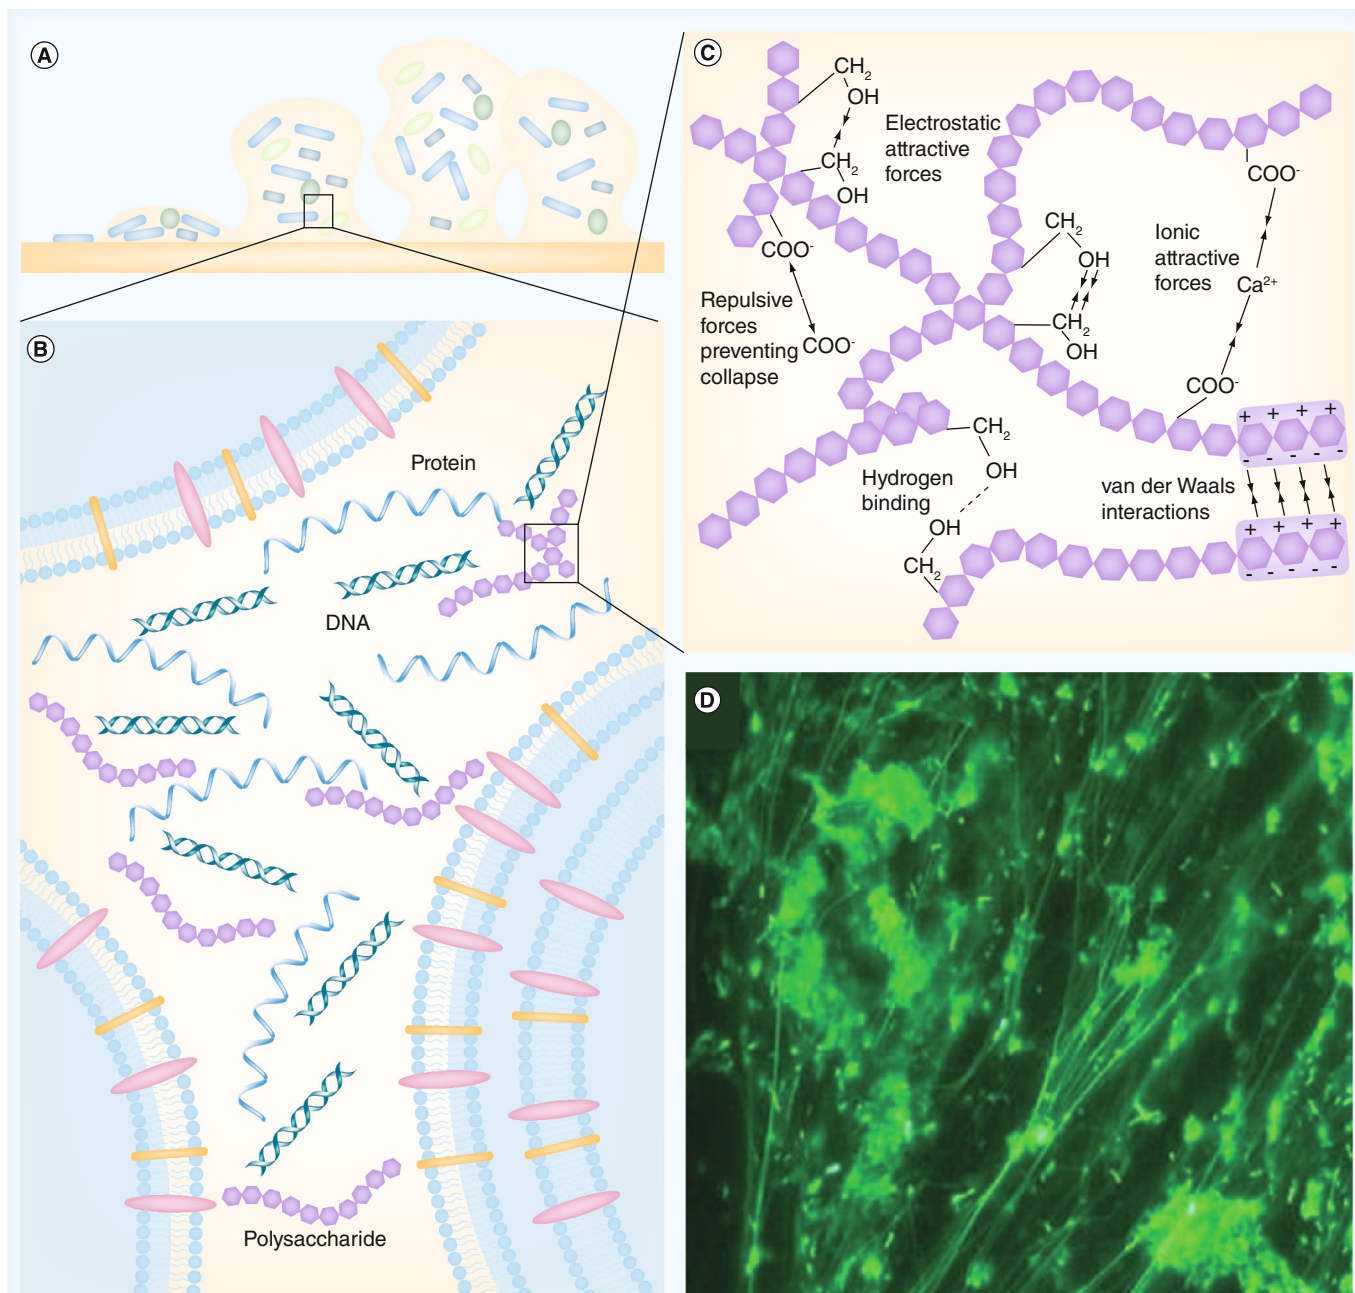 A
B
Protein
DNA
Polysaccharide
C
CH2
OH
CH2
OH
Electrostatic
attractive
forces
COO-
Repulsive
forces
preventing
collapse
COO-
CH2
OH
CH2
OH
COO-
Ionic
attractive
forces
Ca2+
COO-
+ + + +
- - - -
van der Waals
interactions
+ + + +
- - - - -
CH2
OH
Hydrogen
binding
OH
CH2
D